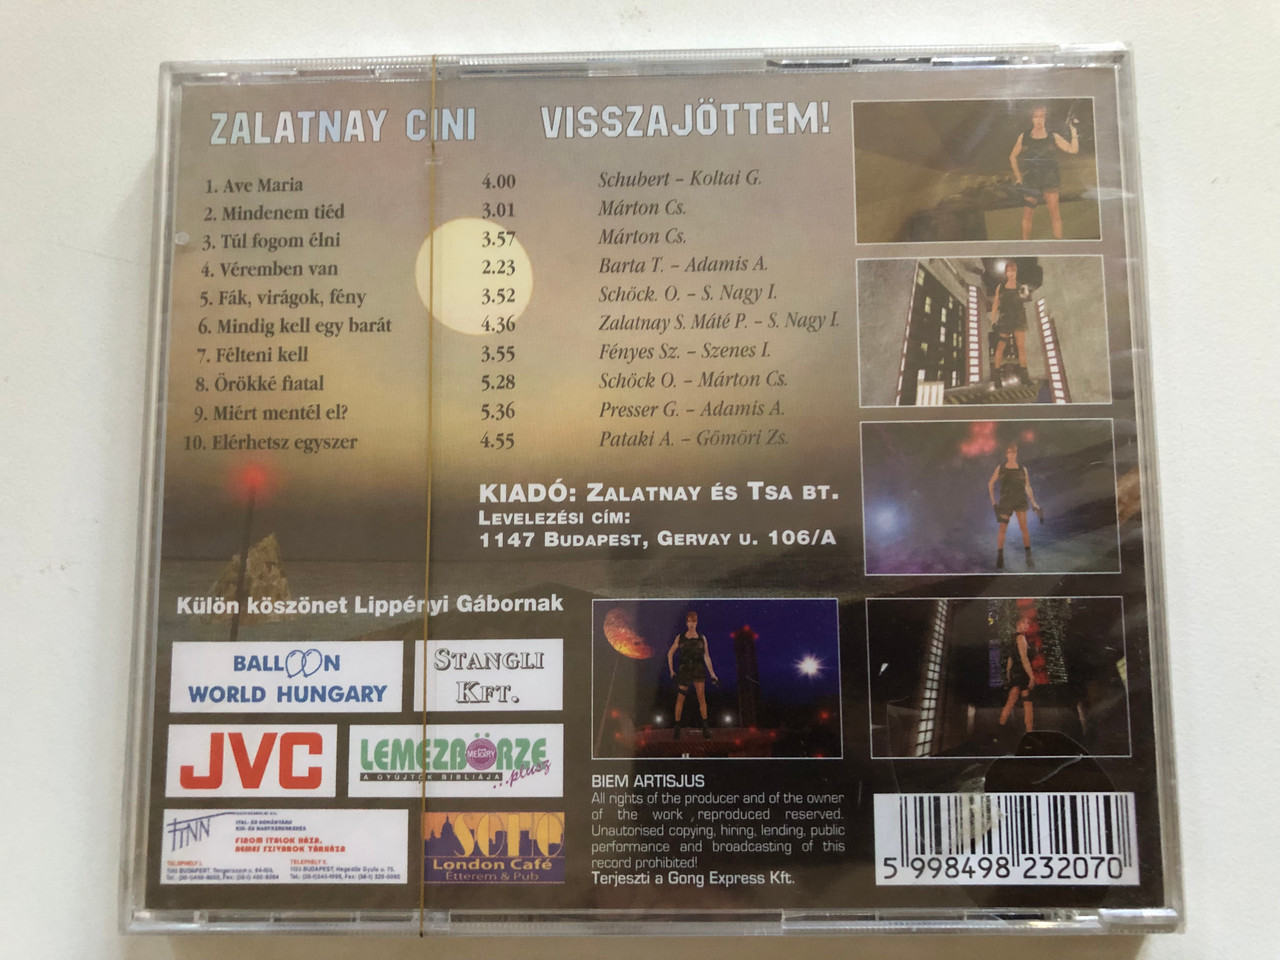 ZALATNAY CINI VISSZAJÖTTEM!
1. Ave Maria 4.00 Schubert – Koltai G.
2. Mindenem tiéd 3.01 Márton Cs.
3. Túl fogom élni 3.57 Márton Cs.
4. Véremben van 2.23 Barta T. – Adamis A.
5. Fák, virágok, fény 3.52 Schöck. O. – S. Nagy I.
6. Mindig kell egy barát 4.36 Zalatnay S. Máté P. – S. Nagy I.
7. Félteni kell 3.55 Fényes Sz. – Szenes I.
8. Örökké fiatal 5.28 Schöck O. – Márton Cs.
9. Miért mentél el? 5.36 Presser G. – Adamis A.
10. Elérhetsz egyszer 4.55 Pataki A. – Gömöri Zs.
KIADÓ: ZALATNAY ÉS TSA BT.
LEVELEZÉSI CÍM:
1147 BUDAPEST, GERVAY U. 106/A
Külön köszönet Lippényi Gábornak
BALLOON
WORLD HUNGARY
STANGLI
KFT.
JVC
LEMEZBÖRZE
A GYŰJTŐK BIBLIÁJA
...plusz
FINN
FINOM ITALOK HÁZA,
NEMES SZIVAROK TÁRHÁZA
SOHO
London Café
Étterem & Pub
BIEM ARTISJUS
All rights of the producer and of the owner
of the work, reproduced reserved.
Unautorised copying, hiring, lending, public
performance and broadcasting of this
record prohibited!
Terjeszti a Gong Express Kft.
5 998498 232070